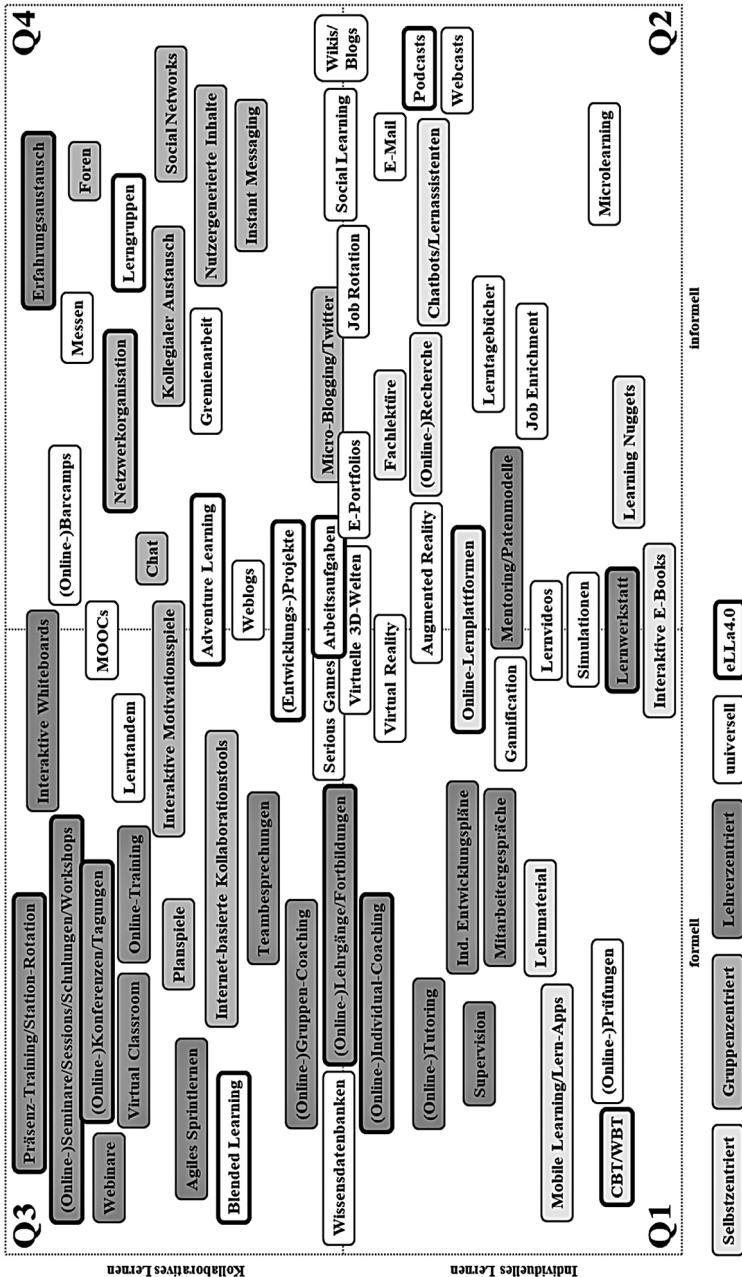 Q3
Q4
Präsenz-Training/Station-Rotation
Erfahrungsaustausch
Interaktive Whiteboards
(Online-)Seminare/Sessions/Schulungen/Workshops
(Online-)Barcamps
Messen
Foren
Webinare
(Online-)Konferenzen/Tagungen
MOOCs
Netzwerkorganisation
Lerngruppen
Virtual Classroom
Online-Training
Lerntandem
Chat
Kollegialer Austausch
Social Networks
Planspiele
Interaktive Motivationsspiele
Agiles Sprintlernen
Adventure Learning
Gremienarbeit
Nutzergenerierte Inhalte
Internet-basierte Kollaborationstools
Blended Learning
Weblogs
Instant Messaging
Teambesprechungen
(Entwicklungs-)Projekte
(Online-)Gruppen-Coaching
Serious Games
Arbeitsaufgaben
Micro-Blogging/Twitter
Social Learning
Wikis/
Blogs
Wissensdatenbanken
(Online-)Lehrgänge/Fortbildungen
Virtuelle 3D-Welten
E-Portfolios
Job Rotation
(Online-)Individual-Coaching
Virtual Reality
Fachlektüre
E-Mail
Podcasts
(Online-)Tutoring
Augmented Reality
(Online-)Recherche
Chatbots/Lernassistenten
Webcasts
Ind. Entwicklungspläne
Online-Lernplattformen
Supervision
Mitarbeitergespräche
Gamification
Mentoring/Patenmodelle
Lerntagebücher
Lehrmaterial
Lernvideos
Job Enrichment
Mobile Learning/Lern-Apps
Simulationen
(Online-)Prüfungen
Microlearning
CBT/WBT
Lernwerkstatt
Learning Nuggets
Interaktive E-Books
Q1
Q2
Kollaboratives Lernen
Individuelles Lernen
formell
informell
Selbstzentriert
Gruppenzentriert
Lehrerzentriert
universell
eLLa4.0